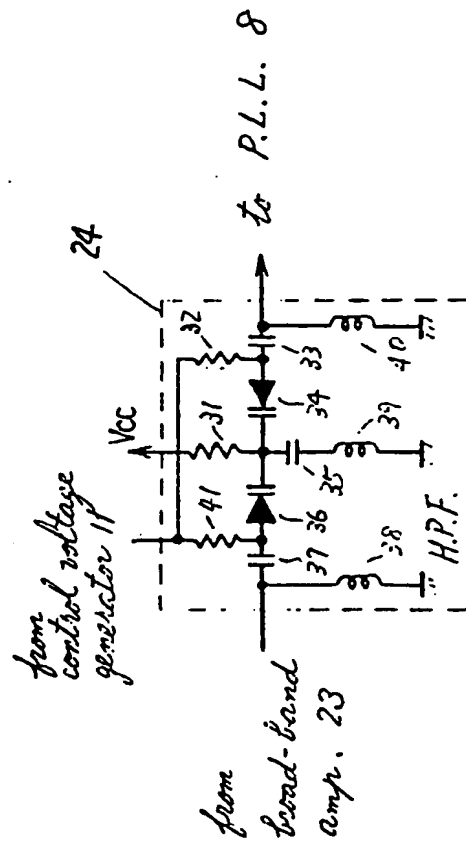 from
control voltage
generator 11
24
Vcc
41
31
32
from
broad-band
amp. 23
to P.L.L. 8
37
36
34
33
35
38
39
40
H.P.F.